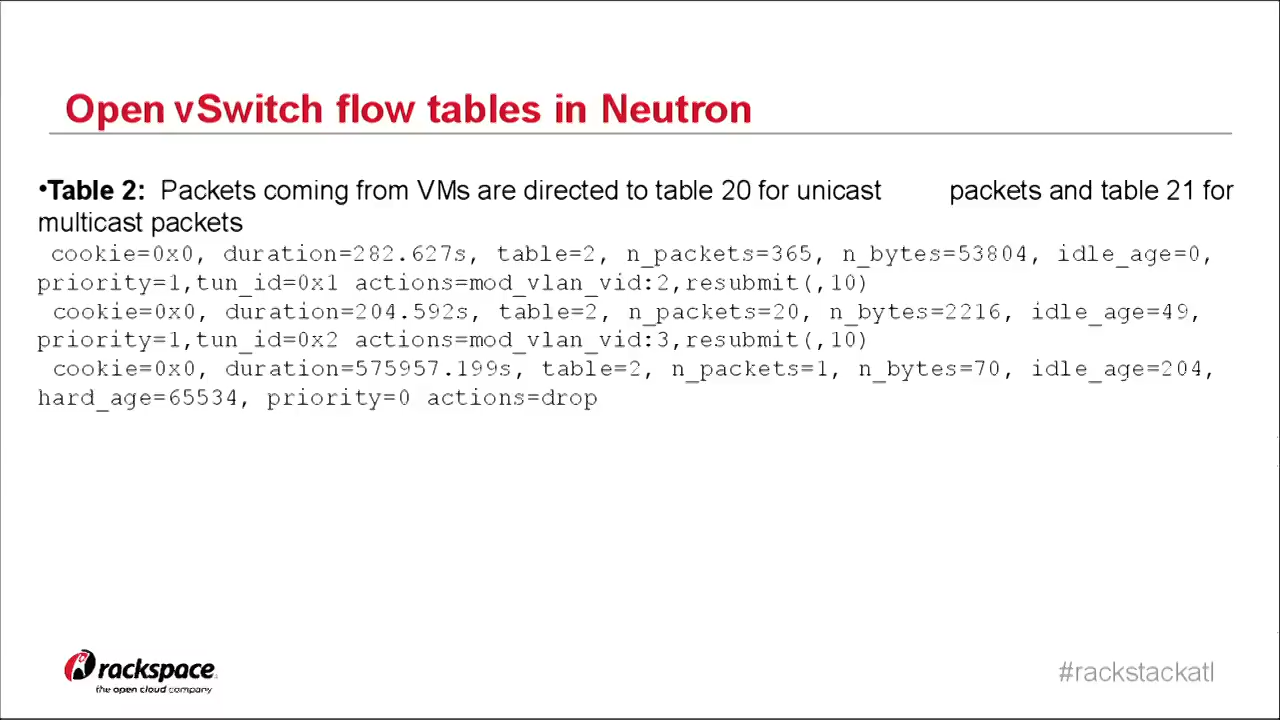 Open vSwitch flow tables in Neutron
•Table 2: Packets coming from VMs are directed to table 20 for unicast packets and table 21 for
multicast packets
cookie=0x0, duration=282.627s, table=2, n_packets=365, n_bytes=53804, idle_age=0,
priority=1,tun_id=0x1 actions=mod_vlan_vid:2,resubmit(,10)
cookie=0x0, duration=204.592s, table=2, n_packets=20, n_bytes=2216, idle_age=49,
priority=1,tun_id=0x2 actions=mod_vlan_vid:3,resubmit(,10)
cookie=0x0, duration=575957.199s, table=2, n_packets=1, n_bytes=70, idle_age=204,
hard_age=65534, priority=0 actions=drop
rackspace
the open cloud company
#rackstackatl